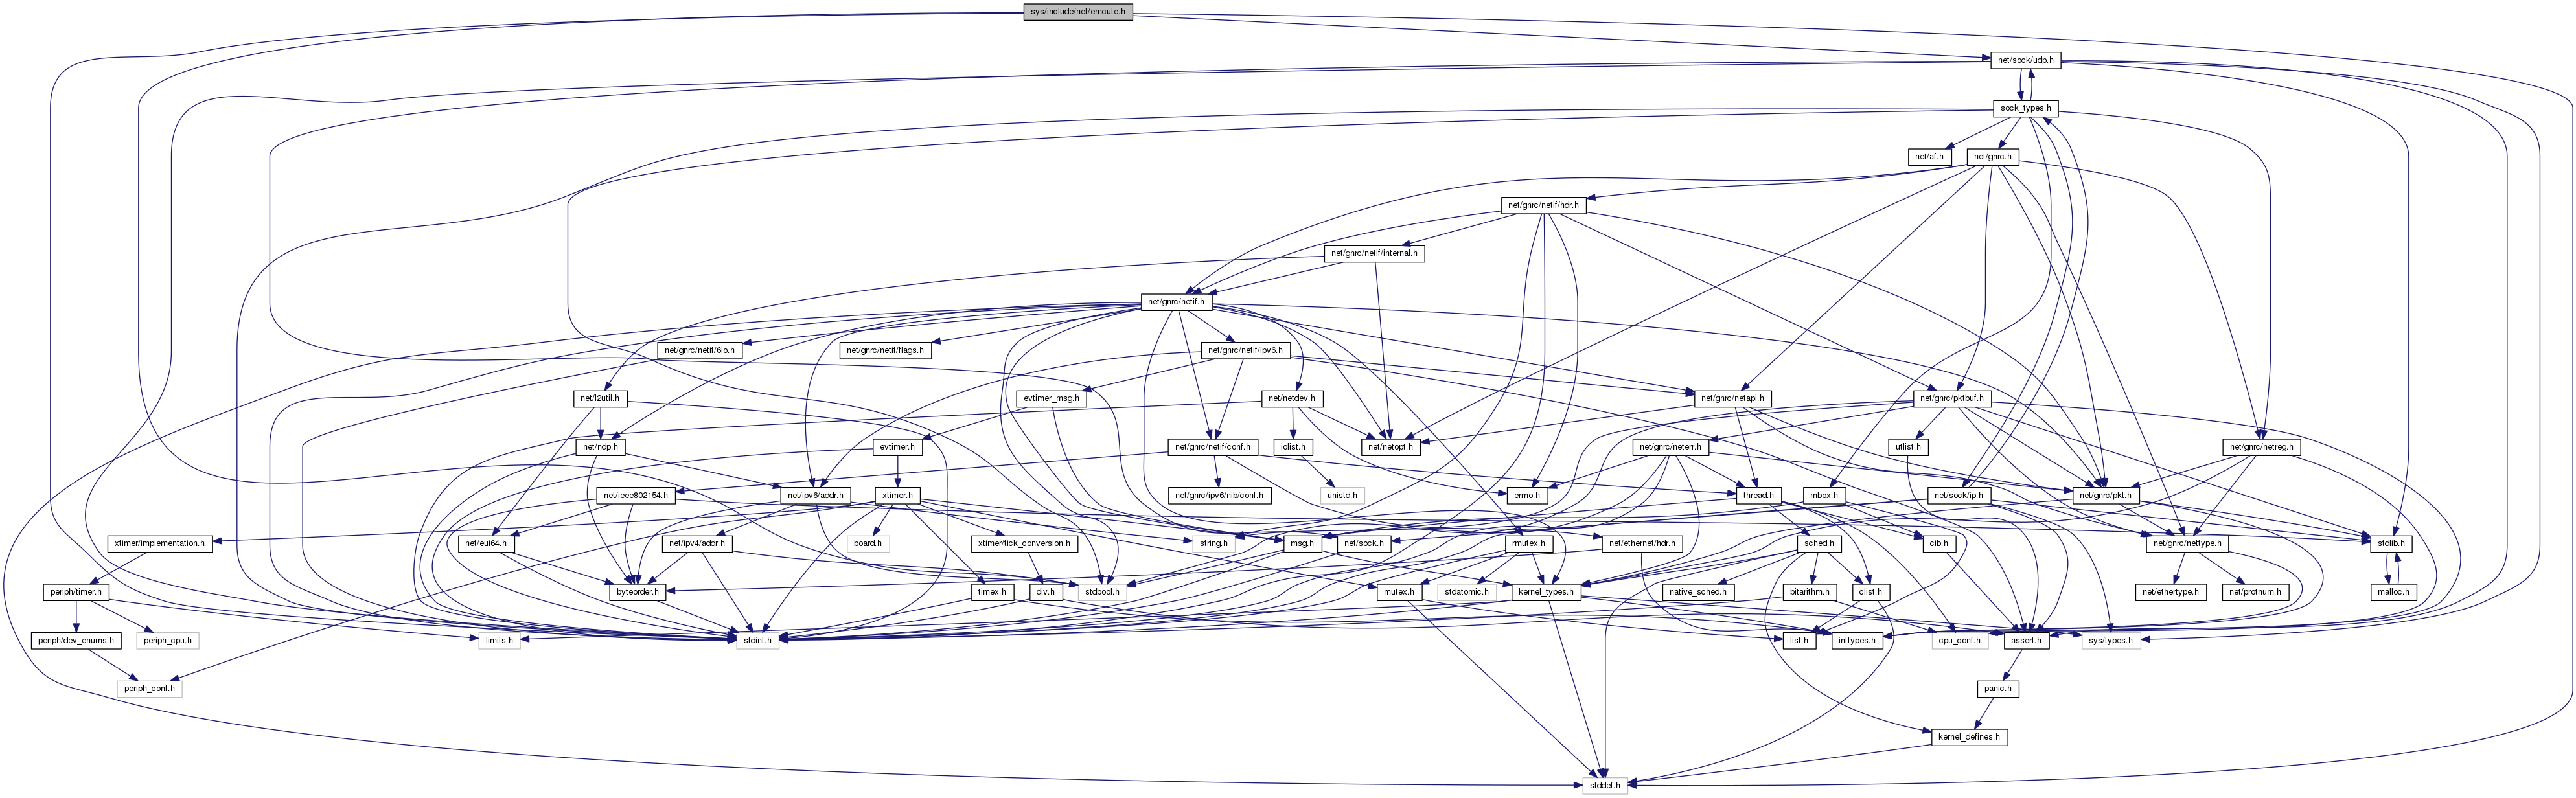 sys/include/net/emcute.h
net/sock/udp.h
sock_types.h
net/af.h
net/gnrc.h
net/gnrc/netif/hdr.h
net/gnrc/netif/internal.h
net/gnrc/netif.h
net/gnrc/netif/6lo.h
net/gnrc/netif/flags.h
net/gnrc/netif/ipv6.h
net/l2util.h
evtimer_msg.h
net/netdev.h
net/gnrc/netapi.h
net/gnrc/pktbuf.h
net/ndp.h
evtimer.h
net/gnrc/netif/conf.h
iolist.h
net/netopt.h
net/gnrc/neterr.h
utlist.h
net/gnrc/netreg.h
net/ieee802154.h
net/ipv6/addr.h
xtimer.h
net/gnrc/ipv6/nib/conf.h
unistd.h
errno.h
thread.h
mbox.h
net/sock/ip.h
net/gnrc/pkt.h
xtimer/implementation.h
net/eui64.h
net/ipv4/addr.h
board.h
xtimer/tick_conversion.h
string.h
msg.h
net/sock.h
rmutex.h
net/ethernet/hdr.h
sched.h
cib.h
net/gnrc/nettype.h
stdlib.h
periph/timer.h
byteorder.h
timex.h
div.h
stdbool.h
mutex.h
stdatomic.h
kernel_types.h
native_sched.h
bitarithm.h
clist.h
net/ethertype.h
net/protnum.h
malloc.h
periph/dev_enums.h
periph_cpu.h
limits.h
stdint.h
list.h
inttypes.h
cpu_conf.h
assert.h
sys/types.h
periph_conf.h
panic.h
kernel_defines.h
stddef.h